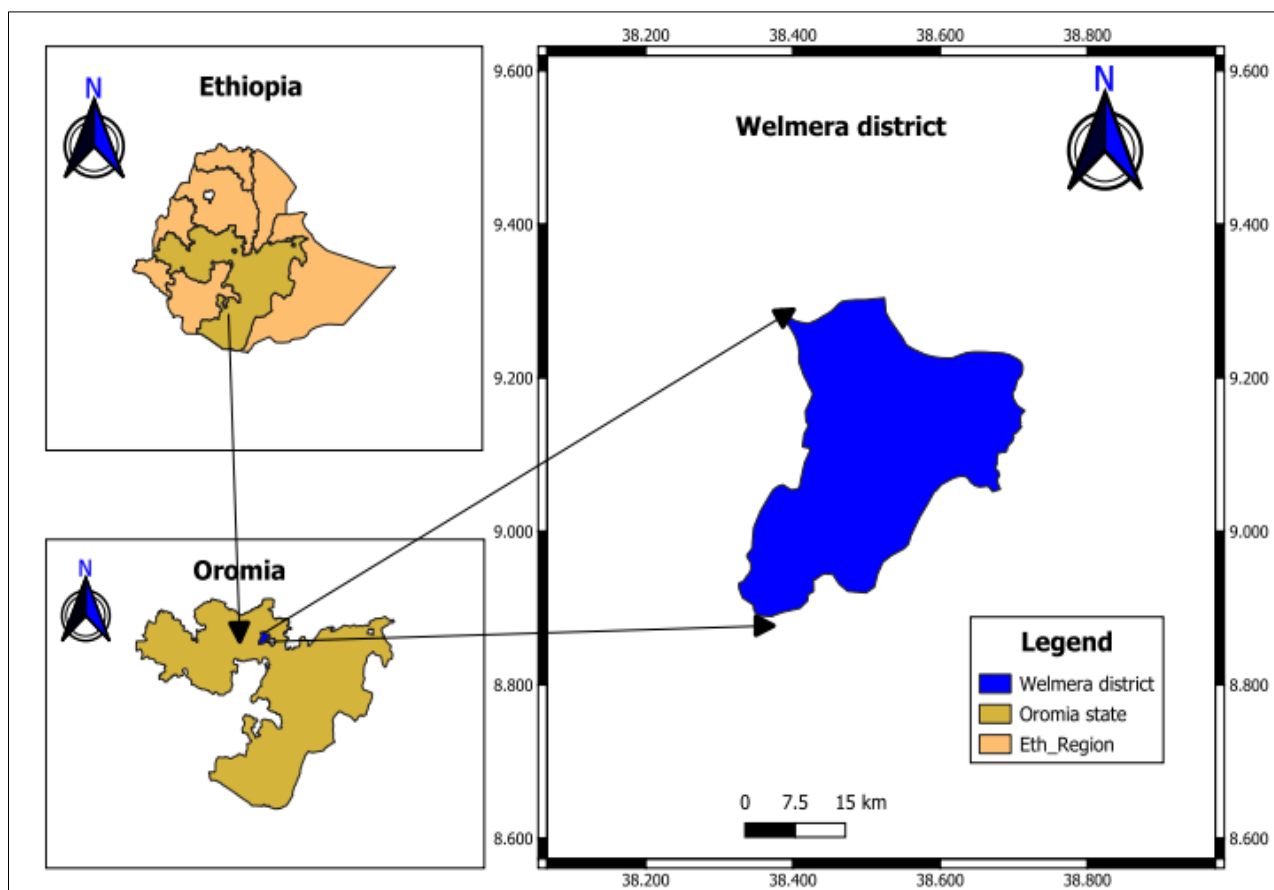 Ethiopia
N
Oromia
N
38.200 38.400 38.600 38.800
9.600 9.600
N
Welmera district
9.400 9.400
9.200 9.200
9.000 9.000
8.800 8.800
8.600 8.600
Legend
Welmera district
Oromia state
Eth_Region
0 7.5 15 km
38.200 38.400 38.600 38.800